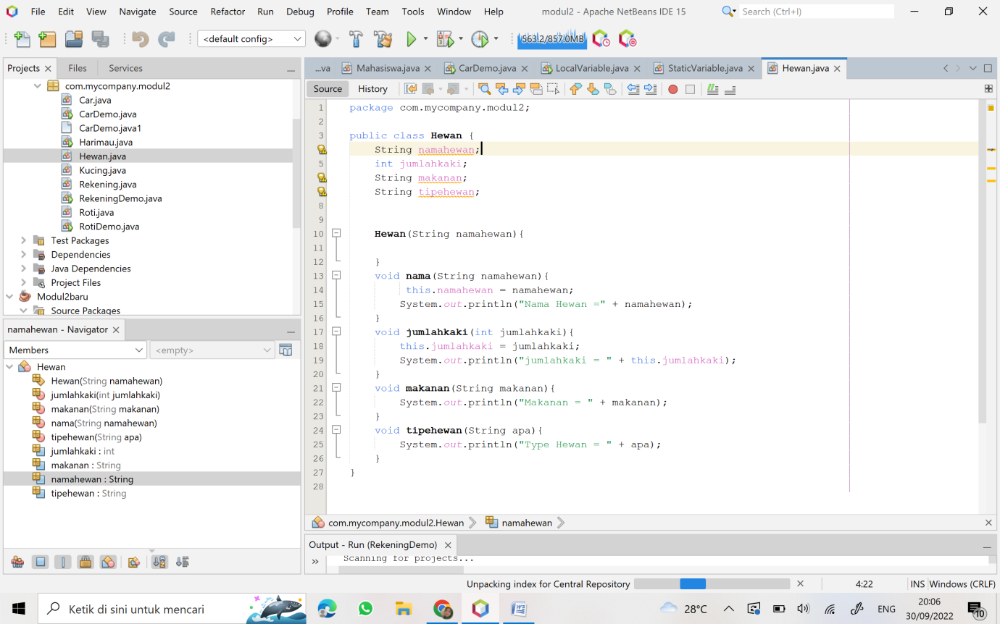 File Edit View Navigate Source Refactor Run Debug Profile Team Tools Window Help modul2 - Apache NetBeans IDE 15 Search (Ctrl+I)
<default config> 563.2/857.0MB
Projects Files Services
...va Mahasiswa.java CarDemo.java LocalVariable.java StaticVariable.java Hewan.java
Source History
com.mycompany.modul2
Car.java
CarDemo.java
CarDemo.java1
Harimau.java
Hewan.java
Kucing.java
Rekening.java
RekeningDemo.java
Roti.java
RotiDemo.java
Test Packages
Dependencies
Java Dependencies
Project Files
Modul2baru
Source Packages
namahewan - Navigator
Members <empty>
Hewan
Hewan(String namahewan)
jumlahkaki(int jumlahkaki)
makanan(String makanan)
nama(String namahewan)
tipehewan(String apa)
jumlahkaki : int
makanan : String
namahewan : String
tipehewan : String
1 package com.mycompany.modul2;
2
3 public class Hewan {
String namahewan;
5 int jumlahkaki;
String makanan;
String tipehewan;
8
9
10 Hewan(String namahewan){
11
12 }
13 void nama(String namahewan){
14 this.namahewan = namahewan;
15 System.out.println("Nama Hewan =" + namahewan);
16 }
17 void jumlahkaki(int jumlahkaki){
18 this.jumlahkaki = jumlahkaki;
19 System.out.println("jumlahkaki = " + this.jumlahkaki);
20 }
21 void makanan(String makanan){
22 System.out.println("Makanan = " + makanan);
23 }
24 void tipehewan(String apa){
25 System.out.println("Type Hewan = " + apa);
26 }
27 }
28
com.mycompany.modul2.Hewan namahewan
Output - Run (RekeningDemo)
Scanning for projects...
Unpacking index for Central Repository 4:22 INS Windows (CRLF)
Ketik di sini untuk mencari 28°C ENG 20:06
30/09/2022 10